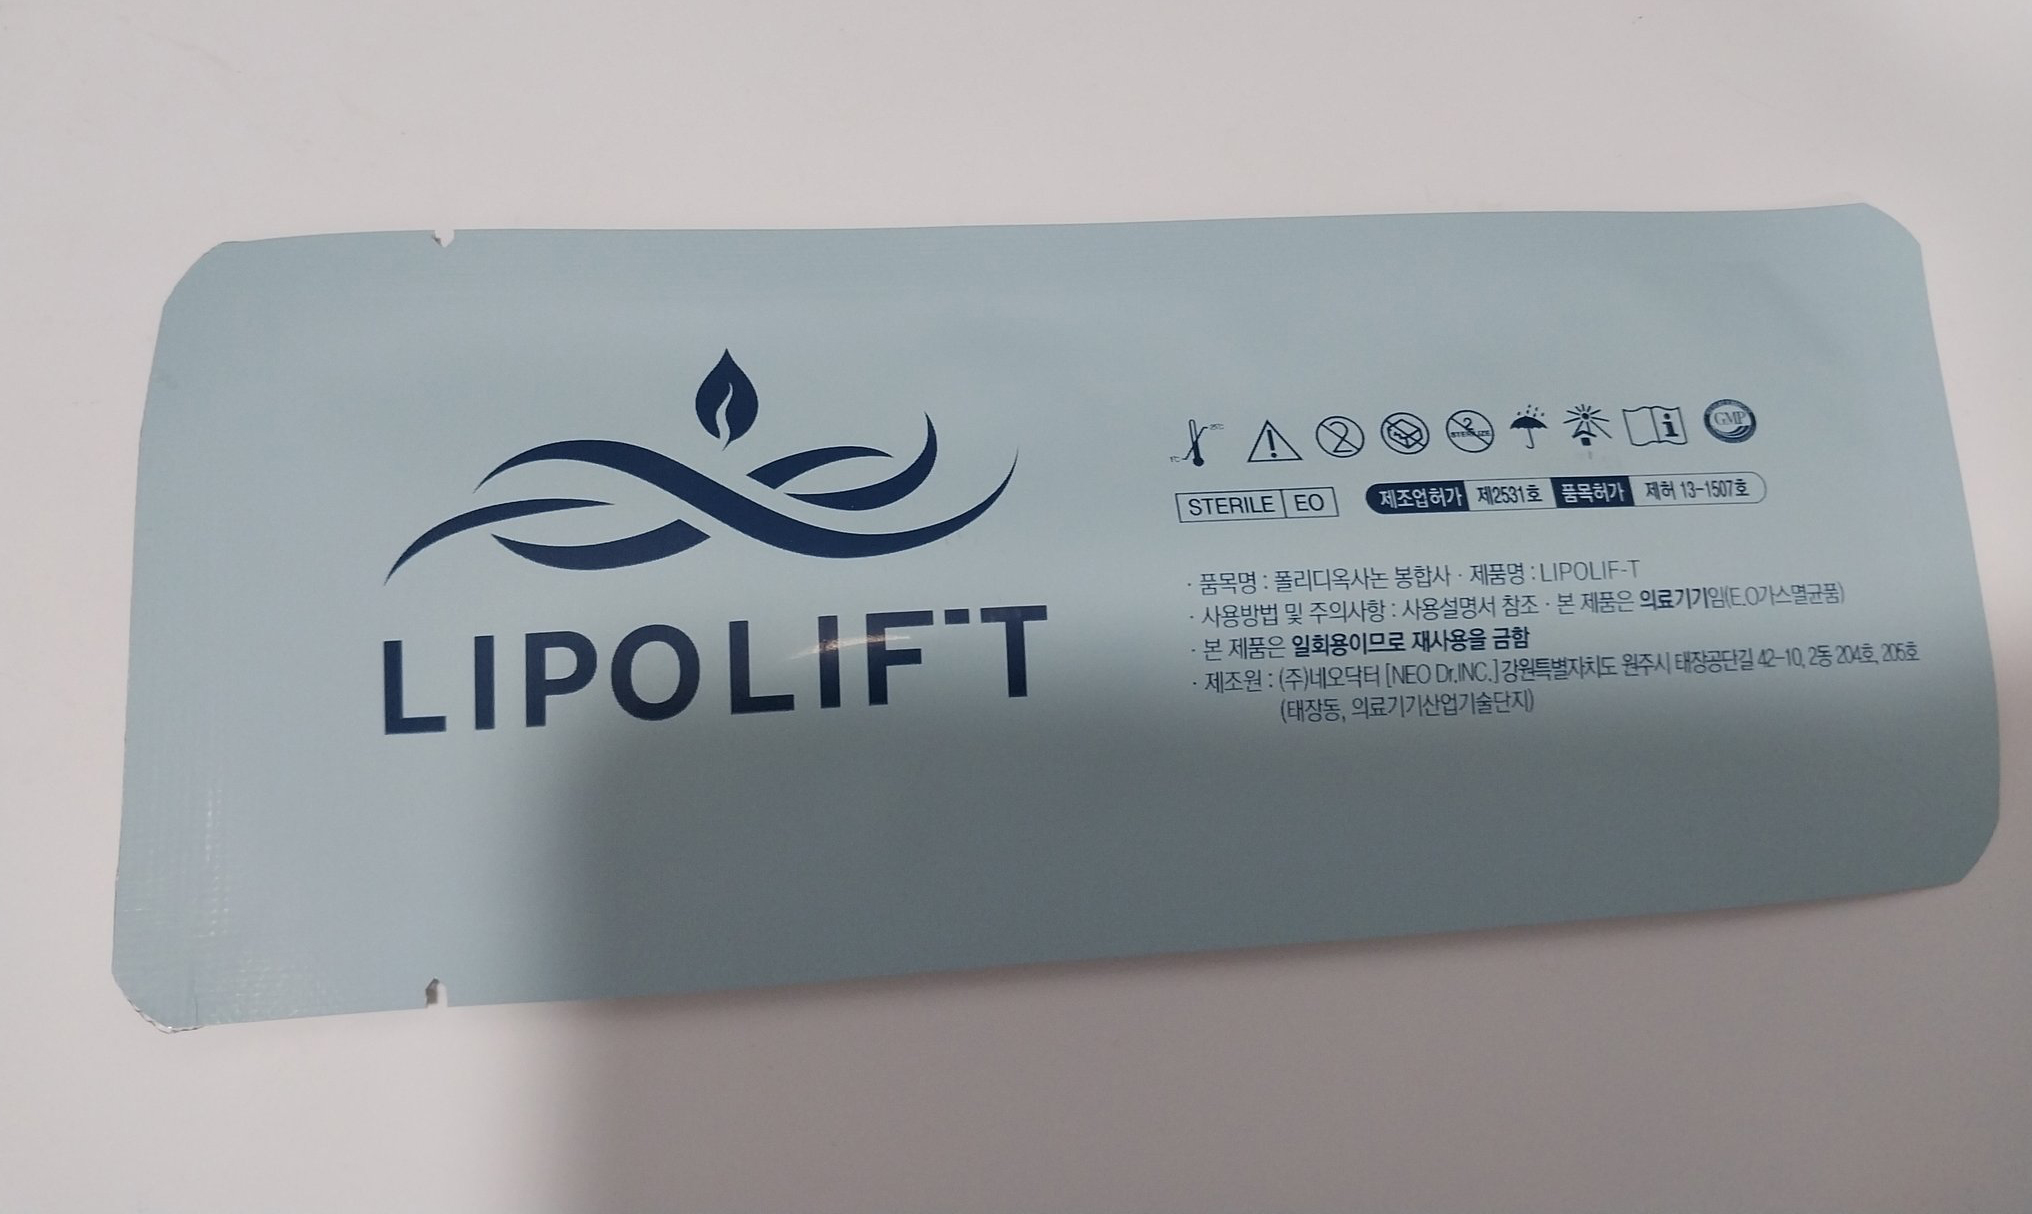 LIPOLIF-T
25℃
1℃
2
2
STERILIZE
i
GMP
STERILE EO
제조업허가 제2531호 품목허가 제허 13-1507호
· 품목명 : 폴리디옥사논 봉합사 · 제품명 : LIPOLIF-T
· 사용방법 및 주의사항 : 사용설명서 참조 · 본 제품은 의료기기임(E.O가스멸균품)
· 본 제품은 일회용이므로 재사용을 금함
· 제조원 : (주)네오닥터 [NEO Dr.INC.] 강원특별자치도 원주시 태장공단길 42-10, 2동 204호, 205호
(태장동, 의료기기산업기술단지)